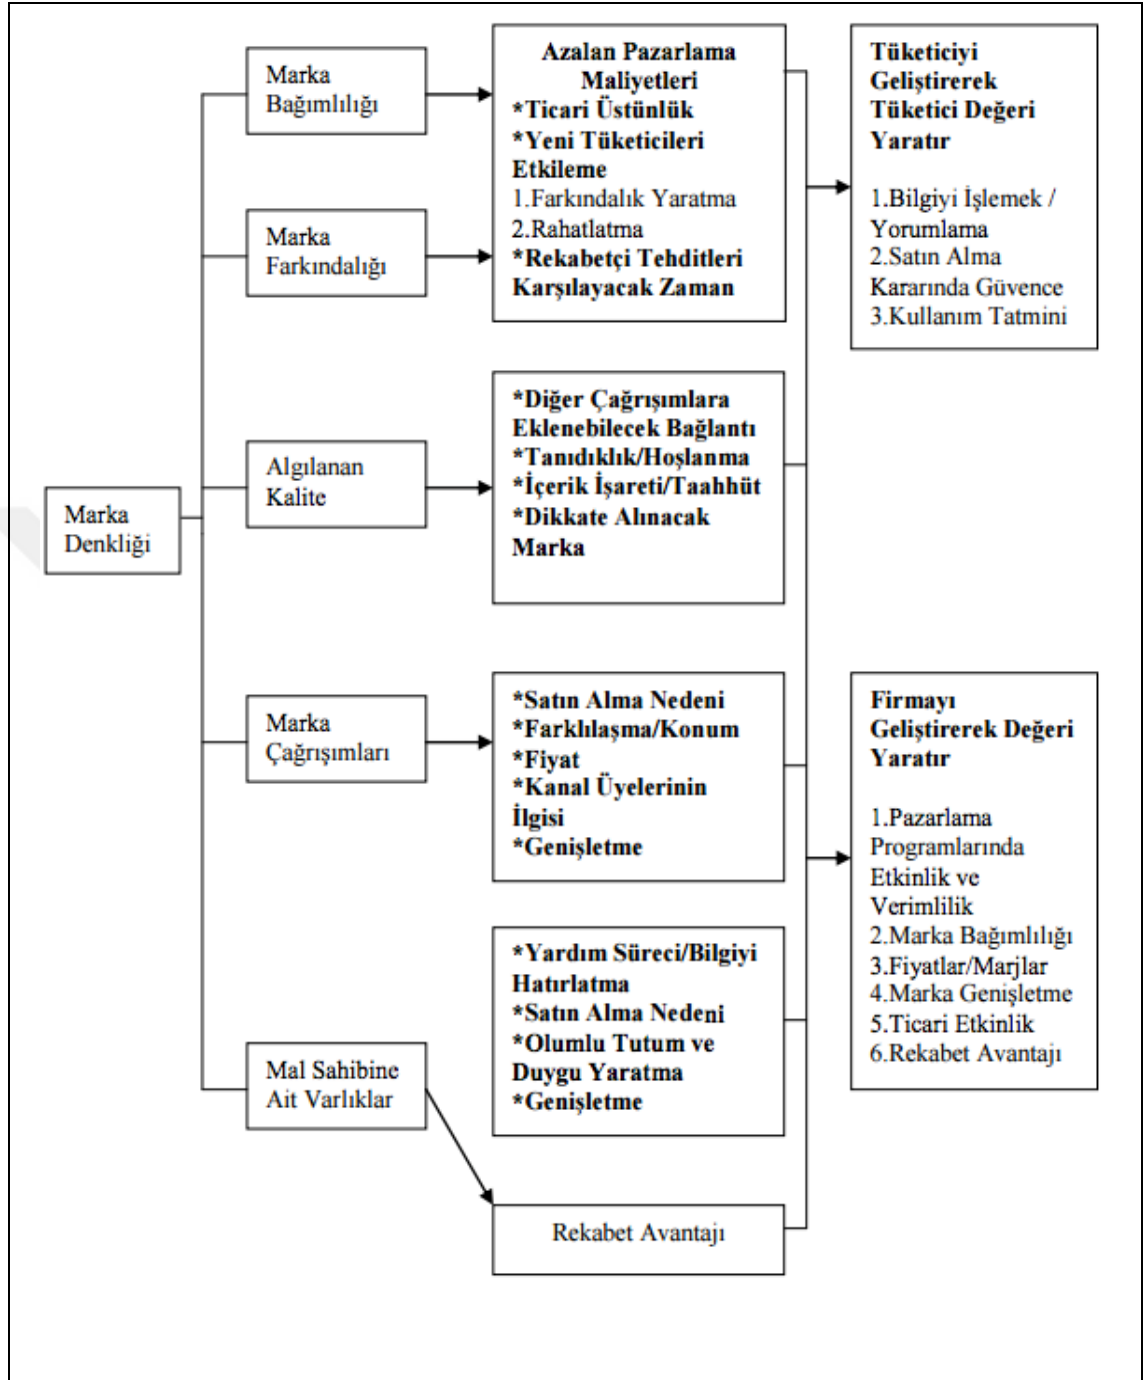 Marka
Denkliği
Marka
Bağımlılığı
Marka
Farkındalığı
Algılanan
Kalite
Marka
Çağrışımları
Mal Sahibine
Ait Varlıklar
Azalan Pazarlama
Maliyetleri
*Ticari Üstünlük
*Yeni Tüketicileri
Etkileme
1.Farkındalık Yaratma
2.Rahatlatma
*Rekabetçi Tehditleri
Karşılayacak Zaman
*Diğer Çağrışımlara
Eklenebilecek Bağlantı
*Tanıdıklık/Hoşlanma
*İçerik İşareti/Taahhüt
*Dikkate Alınacak
Marka
*Satın Alma Nedeni
*Farklılaşma/Konum
*Fiyat
*Kanal Üyelerinin
İlgisi
*Genişletme
*Yardım Süreci/Bilgiyi
Hatırlatma
*Satın Alma Nedeni
*Olumlu Tutum ve
Duygu Yaratma
*Genişletme
Rekabet Avantajı
Tüketiciyi
Geliştirerek
Tüketici Değeri
Yaratır
1.Bilgiyi İşlemek /
Yorumlama
2.Satın Alma
Kararında Güvence
3.Kullanım Tatmini
Firmayı
Geliştirerek Değeri
Yaratır
1.Pazarlama
Programlarında
Etkinlik ve
Verimlilik
2.Marka Bağımlılığı
3.Fiyatlar/Marjlar
4.Marka Genişletme
5.Ticari Etkinlik
6.Rekabet Avantajı